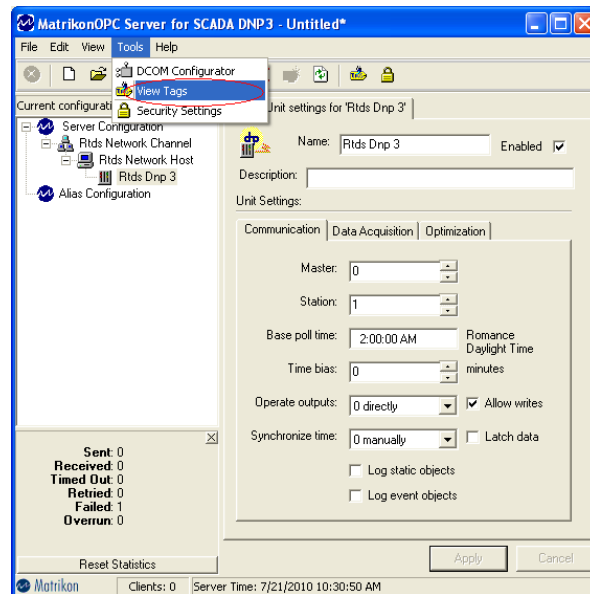 MatrikonOPC Server for SCADA DNP3 - Untitled*
File Edit View Tools Help
DCOM Configurator
View Tags
Security Settings
Current configurati
Server Configuration
Rtds Network Channel
Rtds Network Host
Rtds Dnp 3
Alias Configuration
Unit settings for 'Rtds Dnp 3'
Name: Rtds Dnp 3 Enabled
Description:
Unit Settings:
Communication Data Acquisition Optimization
Master: 0
Station: 1
Base poll time: 2:00:00 AM Romance Daylight Time
Time bias: 0 minutes
Operate outputs: 0 directly Allow writes
Synchronize time: 0 manually Latch data
Log static objects
Log event objects
Sent: 0
Received: 0
Timed Out: 0
Retried: 0
Failed: 1
Overrun: 0
Reset Statistics
Apply Cancel
Matrikon Clients: 0 Server Time: 7/21/2010 10:30:50 AM